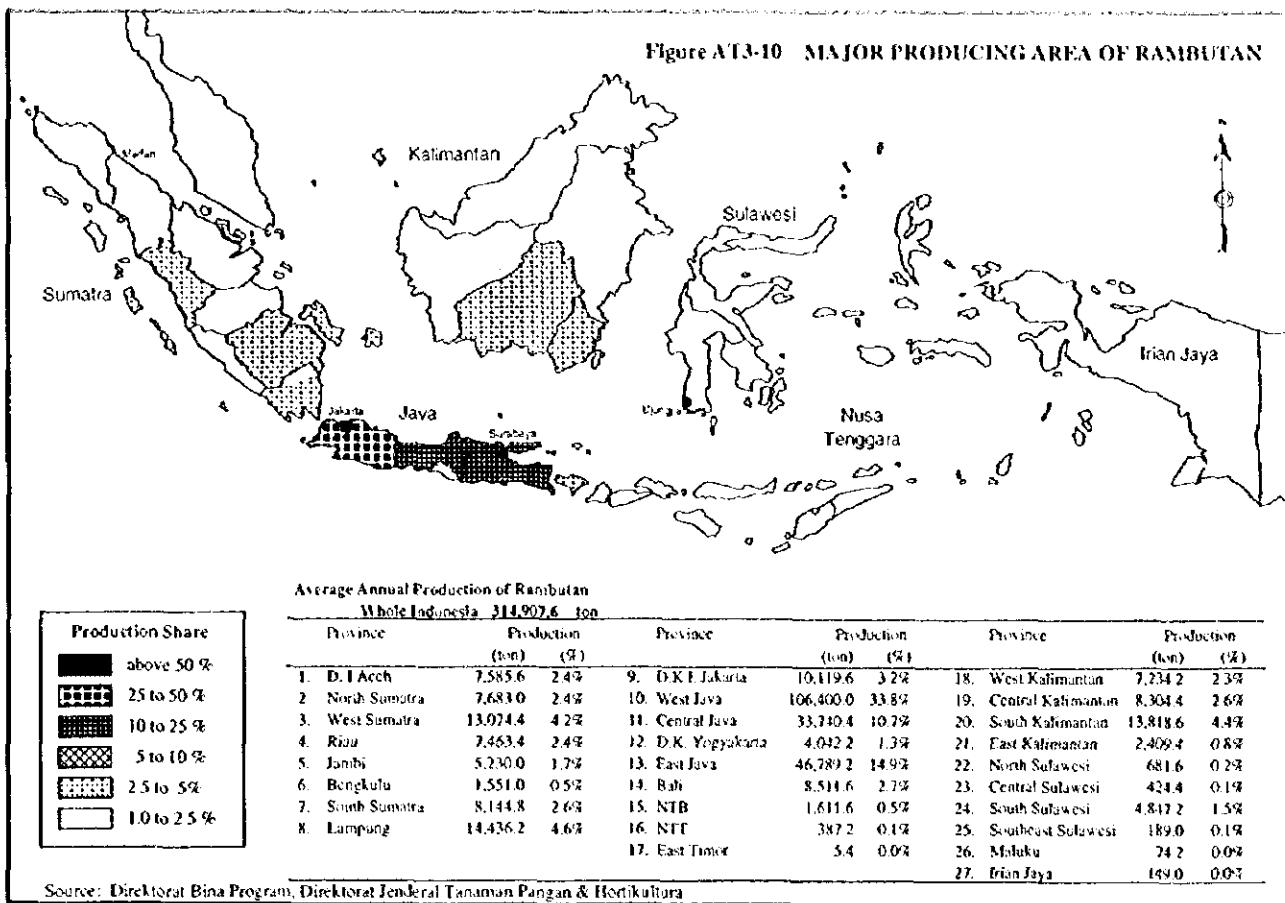 Figure AT3-10 MAJOR PRODUCING AREA OF RAMBUTAN
Kalimantan
Medan
Sulawesi
Sumatra
Irian Jaya
Jakarta
Java
Surabaya
Nusa
Tenggara
Average Annual Production of Rambutan
Whole Indonesia 314,907.6 ton
Production Share
above 50 %
25 to 50 %
10 to 25 %
5 to 10 %
2.5 to 5%
1.0 to 2.5 %
Province Production Province Production Province Production
(ton) (%) (ton) (%) (ton) (%)
1. D. I Aceh 7,585.6 2.4% 9. D.K I. Jakarta 10,119.6 3.2% 18. West Kalimantan 7,234.2 2.3%
2 North Sumatra 7,683.0 2.4% 10. West Java 106,400.0 33.8% 19. Central Kalimantan 8,304.4 2.6%
3. West Sumatra 13,074.4 4.2% 11. Central Java 33,740.4 10.7% 20. South Kalimantan 13,818.6 4.4%
4. Riau 7,463.4 2.4% 12. D.K. Yogyakarta 4,042.2 1.3% 21. East Kalimantan 2,409.4 0.8%
5. Jambi 5,230.0 1.7% 13. East Java 46,789.2 14.9% 22. North Sulawesi 681.6 0.2%
6. Bengkulu 1,551.0 0.5% 14. Bali 8,511.6 2.7% 23. Central Sulawesi 424.4 0.1%
7. South Sumatra 8,144.8 2.6% 15. NTB 1,611.6 0.5% 24. South Sulawesi 4,847.2 1.5%
8. Lampung 14,436.2 4.6% 16. NTT 387.2 0.1% 25. Southeast Sulawesi 189.0 0.1%
17. East Timor 5.4 0.0% 26. Maluku 74.2 0.0%
27. Irian Jaya 149.0 0.0%
Source: Direktorat Bina Program, Direktorat Jenderal Tanaman Pangan & Hortikultura